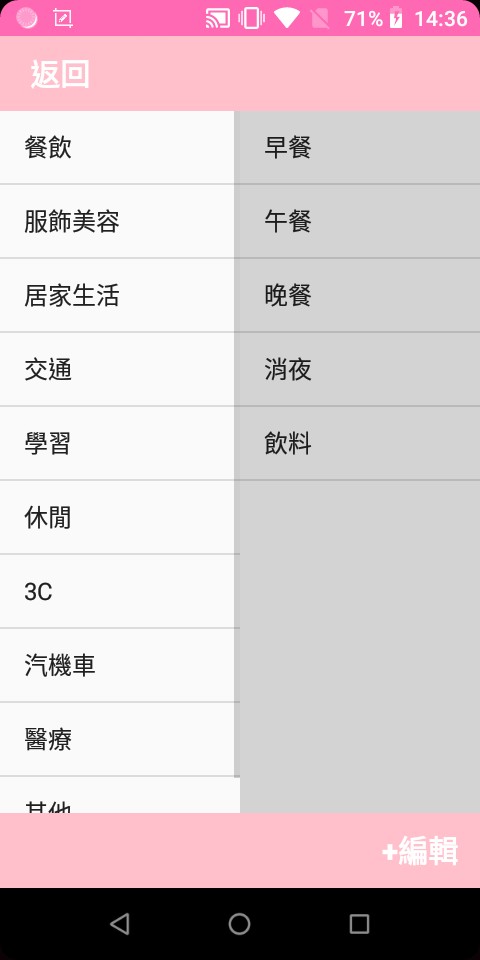 71% 14:36
返回
餐飲
服飾美容
居家生活
交通
學習
休閒
3C
汽機車
醫療
其他
早餐
午餐
晚餐
消夜
飲料
+編輯